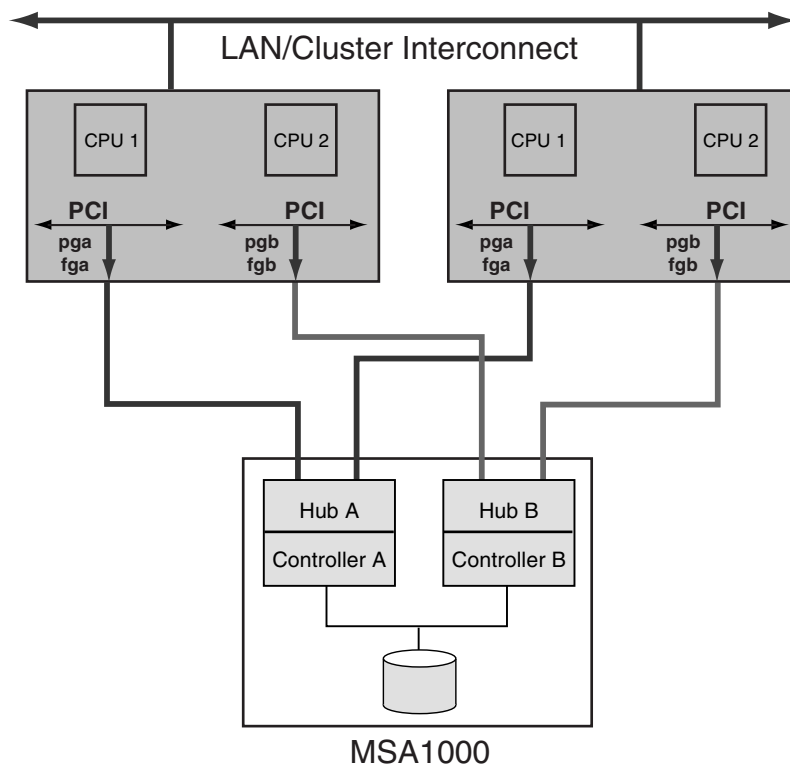 LAN/Cluster Interconnect
CPU 1
CPU 2
CPU 1
CPU 2
PCI
PCI
PCI
PCI
pga
pgb
pga
pgb
fga
fgb
fga
fgb
Hub A
Hub B
Controller A
Controller B
MSA1000